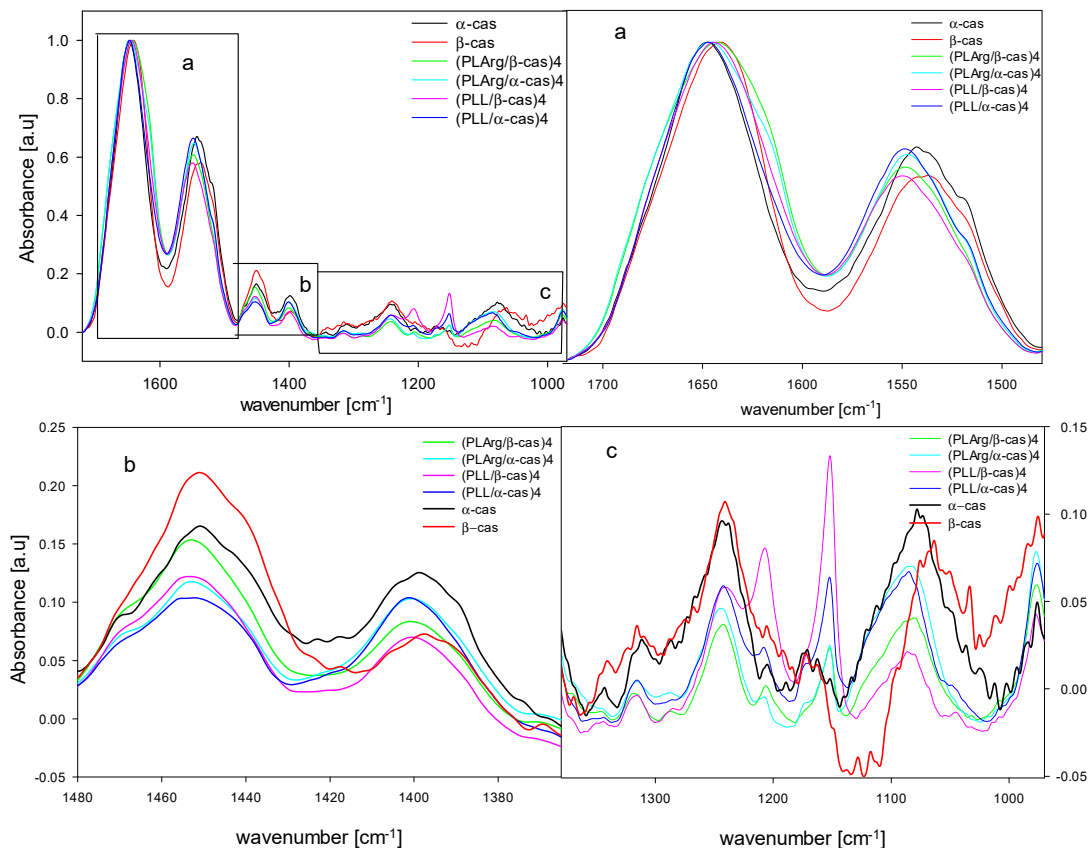 a
b
c
α-cas
β-cas
(PLArg/β-cas)4
(PLArg/α-cas)4
(PLL/β-cas)4
(PLL/α-cas)4
Absorbance [a.u]
1.0
0.8
0.6
0.4
0.2
0.0
1600 1400 1200 1000
wavenumber [cm-1]
a
α-cas
β-cas
(PLArg/β-cas)4
(PLArg/α-cas)4
(PLL/β-cas)4
(PLL/α-cas)4
1700 1650 1600 1550 1500
wavenumber [cm-1]
b
(PLArg/β-cas)4
(PLArg/α-cas)4
(PLL/β-cas)4
(PLL/α-cas)4
α-cas
β-cas
Absorbance [a.u]
0.25
0.20
0.15
0.10
0.05
0.00
-0.05
1480 1460 1440 1420 1400 1380
wavenumber [cm-1]
c
(PLArg/β-cas)4
(PLArg/α-cas)4
(PLL/β-cas)4
(PLL/α-cas)4
α-cas
β-cas
0.15
0.10
0.05
0.00
-0.05
1300 1200 1100 1000
wavenumber [cm-1]